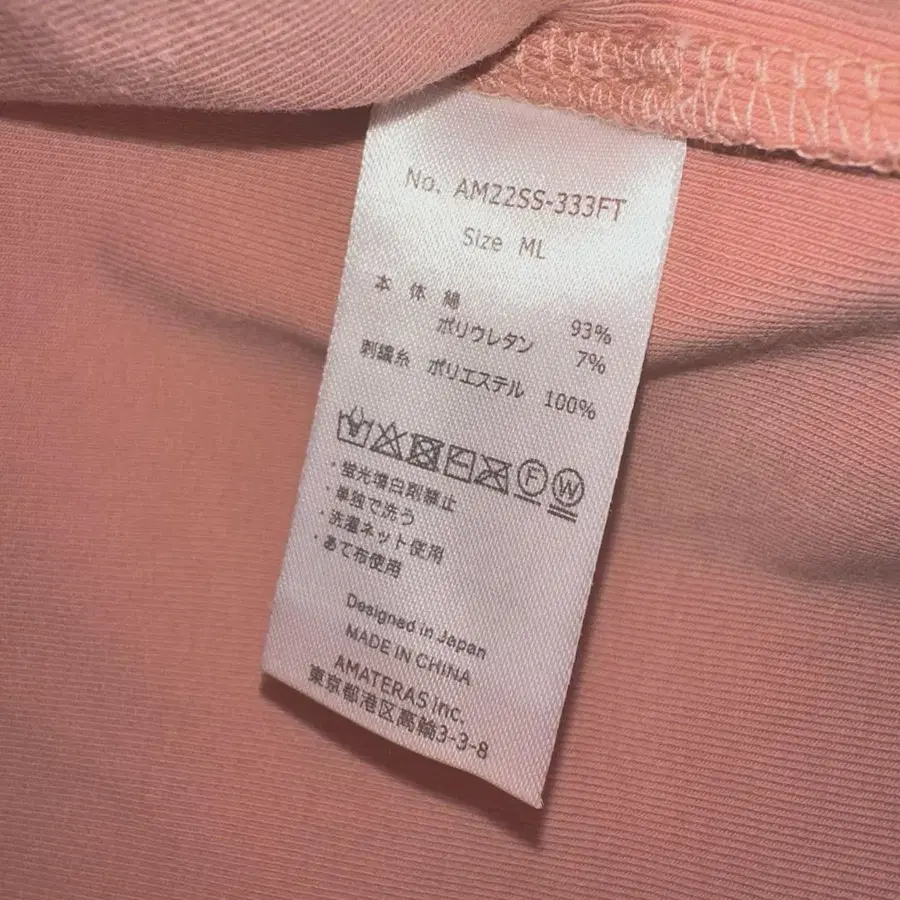 No. AM22SS-333FT
Size ML
本 体 綿 93%
ポリウレタン 7%
刺繍糸 ポリエステル 100%
F W
・蛍光増白剤禁止
・単独で洗う
・洗濯ネット使用
・あて布使用
Designed in Japan
MADE IN CHINA
AMATERAS Inc.
東京都港区高輪3-3-8